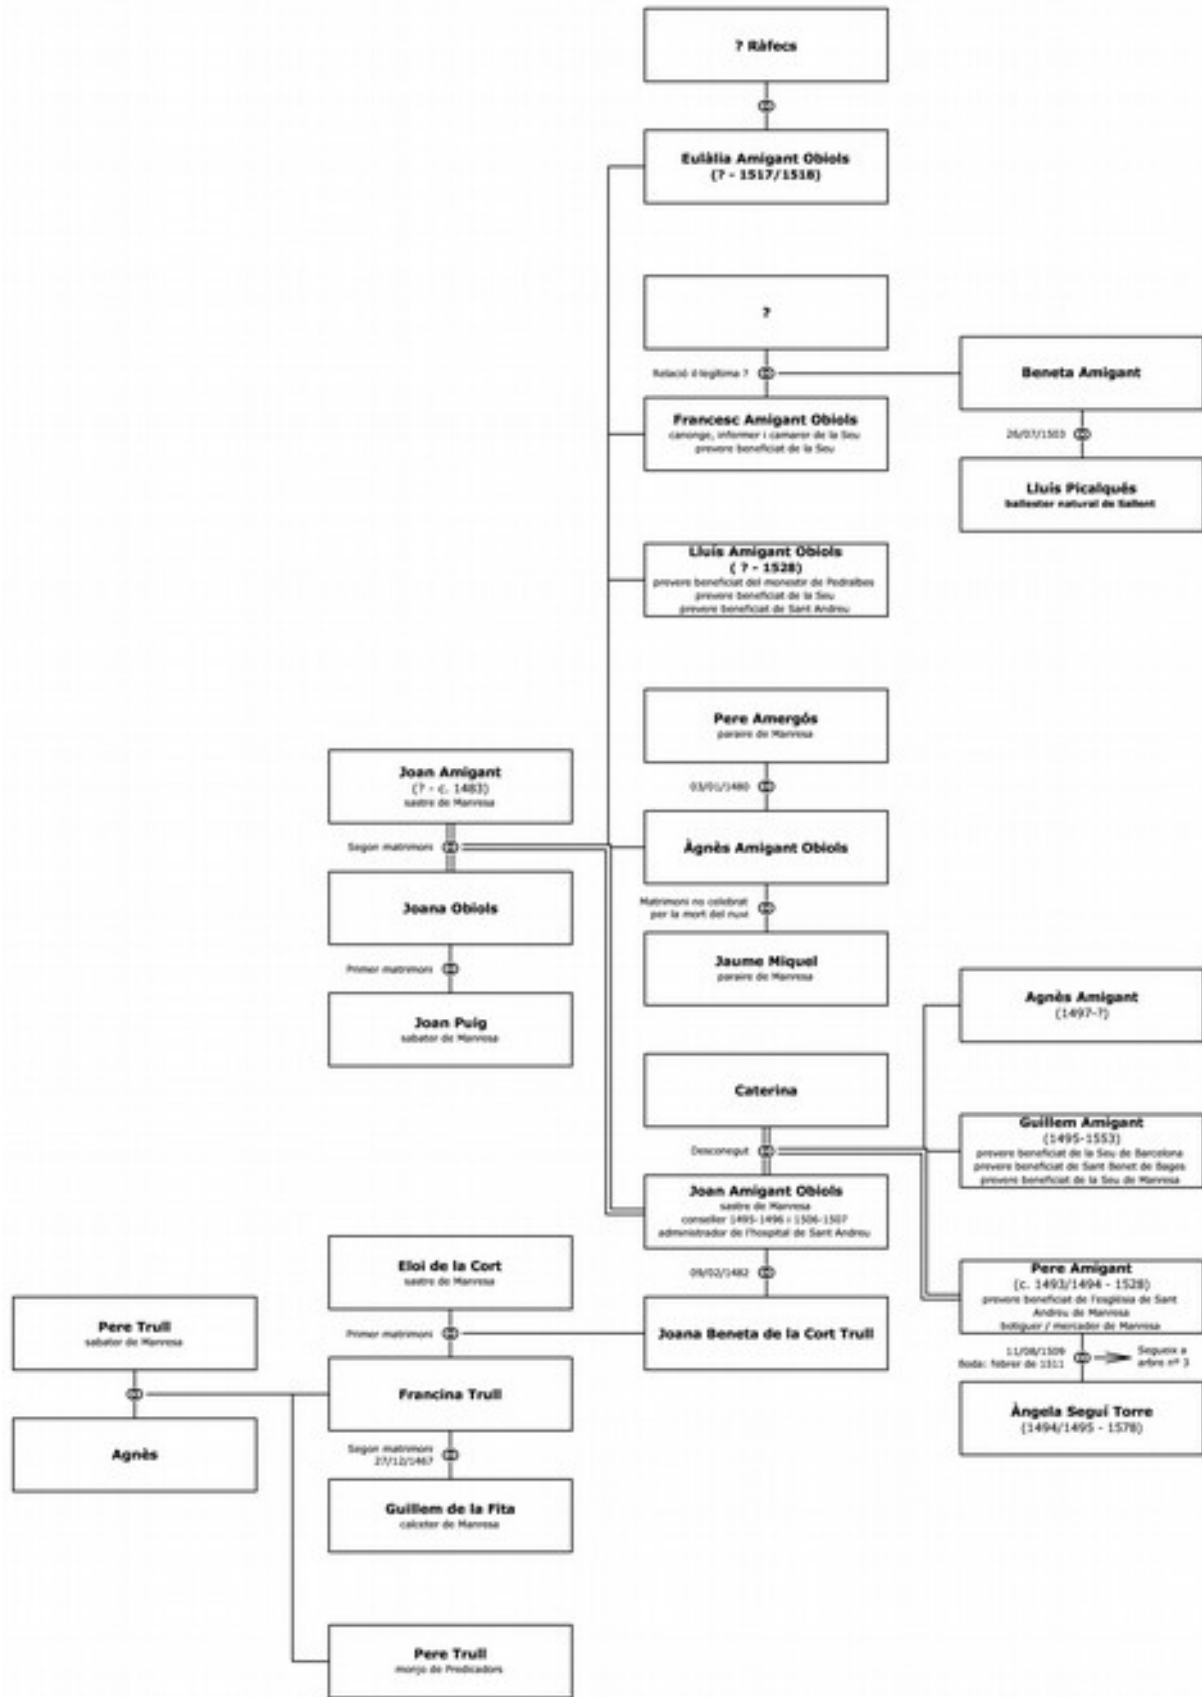 ? Ràfecs
Eulàlia Amigant Obiols
(? - 1517/1518)
?
Relació il·legítima ?
Beneta Amigant
Francesc Amigant Obiols
canonge, infermer i camarer de la Seu
prevere beneficiat de la Seu
26/07/1503
Lluís Picalqués
ballester natural de Sallent
Lluís Amigant Obiols
( ? - 1528)
prevere beneficiat del monestir de Pedralbes
prevere beneficiat de la Seu
prevere beneficiat de Sant Andreu
Pere Amergós
paraire de Manresa
Joan Amigant
(? - c. 1483)
sastre de Manresa
03/01/1480
Segon matrimoni
Àgnès Amigant Obiols
Joana Obiols
Matrimoni no celebrat
per la mort del nuvi
Primer matrimoni
Jaume Miquel
paraire de Manresa
Joan Puig
sabater de Manresa
Agnès Amigant
(1497-?)
Caterina
Desconegut
Guillem Amigant
(1495-1553)
prevere beneficiat de la Seu de Barcelona
prevere beneficiat de Sant Benet de Bages
prevere beneficiat de la Seu de Manresa
Joan Amigant Obiols
sastre de Manresa
conseller 1495-1496 i 1506-1507
administrador de l'hospital de Sant Andreu
Eloi de la Cort
sastre de Manresa
09/02/1482
Pere Amigant
(c. 1493/1494 - 1528)
prevere beneficiat de l'església de Sant
Andreu de Manresa
botiguer / mercader de Manresa
Pere Trull
sabater de Manresa
Primer matrimoni
Joana Beneta de la Cort Trull
11/08/1509
Boda: febrer de 1511
Segueix a
arbre nº 3
Francina Trull
Àngela Seguí Torre
(1494/1495 - 1578)
Agnès
Segon matrimoni
27/12/1467
Guillem de la Fita
calceter de Manresa
Pere Trull
monjo de Predicadors